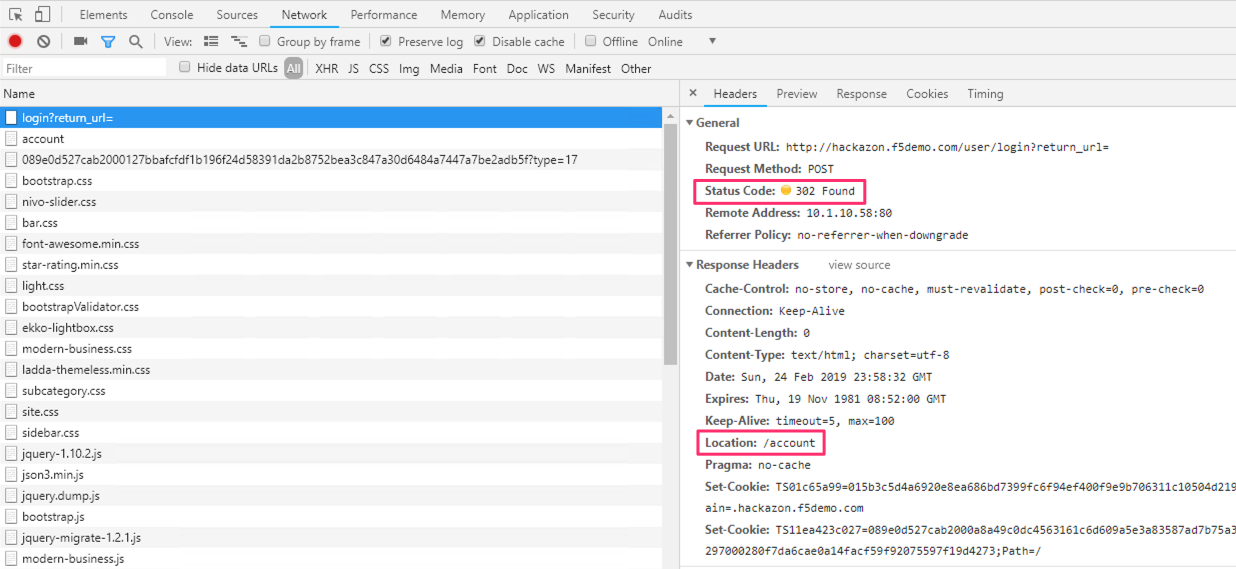 Elements Console Sources Network Performance Memory Application Security Audits
View: Group by frame Preserve log Disable cache Offline Online
Filter Hide data URLs All XHR JS CSS Img Media Font Doc WS Manifest Other
Name
login?return_url=
account
089e0d527cab2000127bbafcfdf1b196f24d58391da2b8752bea3c847a30d6484a7447a7be2adb5f?type=17
bootstrap.css
nivo-slider.css
bar.css
font-awesome.min.css
star-rating.min.css
light.css
bootstrapValidator.css
ekko-lightbox.css
modern-business.css
ladda-themeless.min.css
subcategory.css
site.css
sidebar.css
jquery-1.10.2.js
json3.min.js
jquery.dump.js
bootstrap.js
jquery-migrate-1.2.1.js
modern-business.js
× Headers Preview Response Cookies Timing
General
Request URL: http://hackazon.f5demo.com/user/login?return_url=
Request Method: POST
Status Code: 302 Found
Remote Address: 10.1.10.58:80
Referrer Policy: no-referrer-when-downgrade
Response Headers view source
Cache-Control: no-store, no-cache, must-revalidate, post-check=0, pre-check=0
Connection: Keep-Alive
Content-Length: 0
Content-Type: text/html; charset=utf-8
Date: Sun, 24 Feb 2019 23:58:32 GMT
Expires: Thu, 19 Nov 1981 08:52:00 GMT
Keep-Alive: timeout=5, max=100
Location: /account
Pragma: no-cache
Set-Cookie: TS01c65a99=015b3c5d4a6920e8ea686bd7399fc6f94ef400f9e9b706311c10504d219
ain=.hackazon.f5demo.com
Set-Cookie: TS11ea423c027=089e0d527cab2000a8a49c0dc4563161c6d609a5e3a83587ad7b75a3
297000280f7da6cae0a14facf59f92075597f19d4273;Path=/